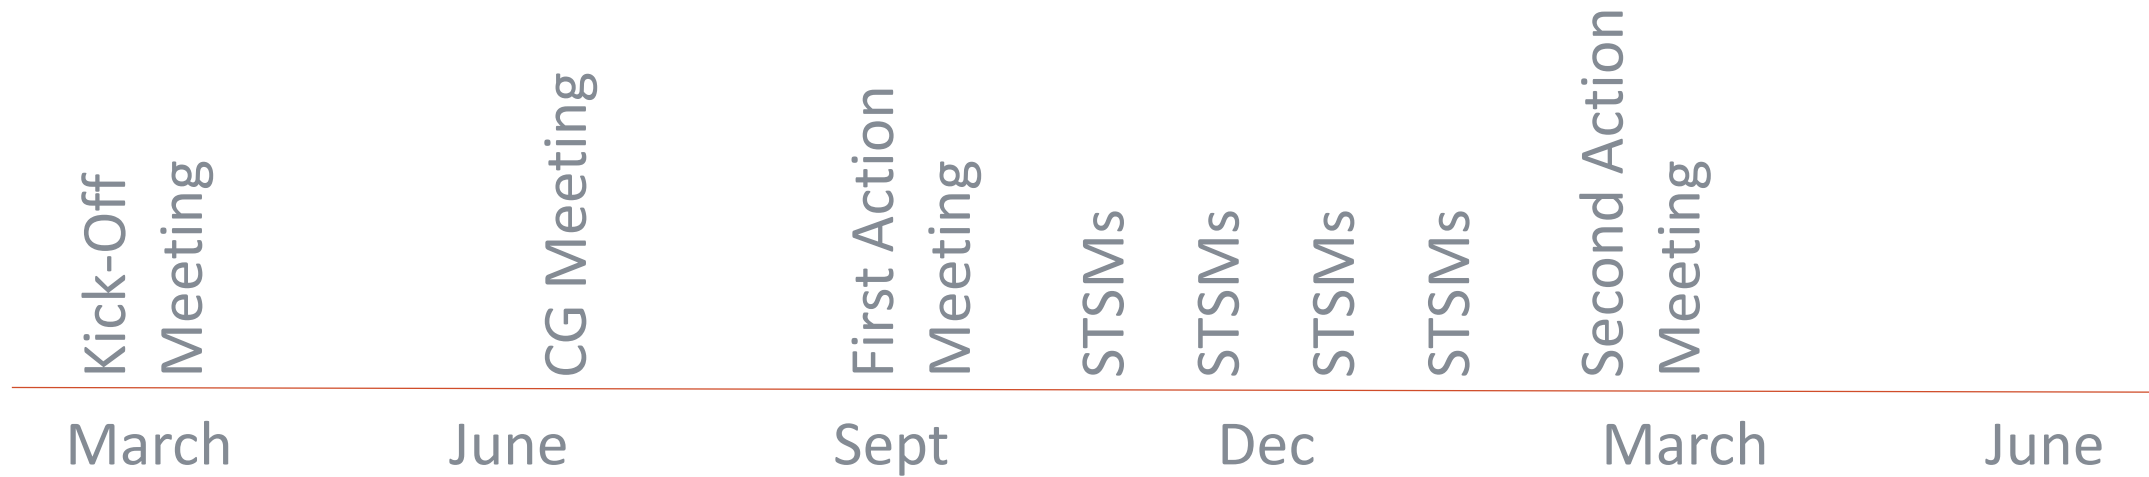 Kick-Off
Meeting
CG Meeting
First Action
Meeting
STSMs
STSMs
STSMs
STSMs
Second Action
Meeting
March
June
Sept
Dec
March
June